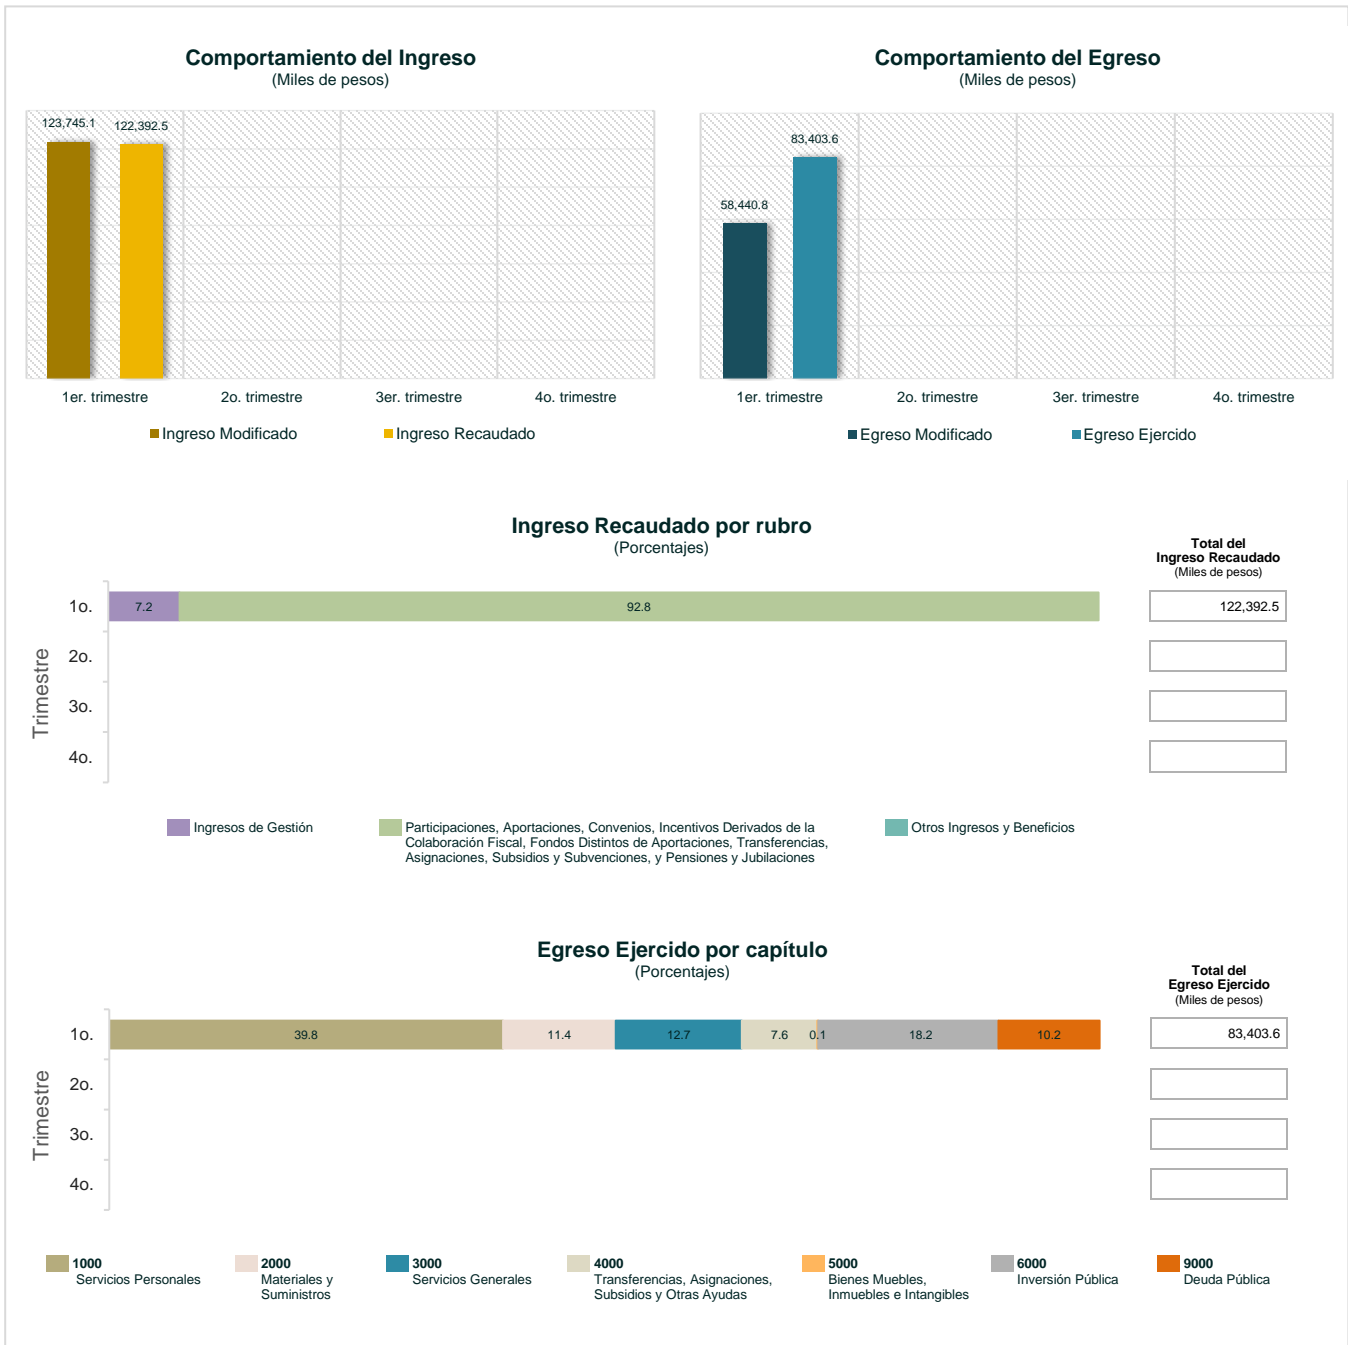 Comportamiento del Ingreso
(Miles de pesos)
123,745.1
122,392.5
1er. trimestre
2o. trimestre
3er. trimestre
4o. trimestre
Ingreso Modificado
Ingreso Recaudado
Comportamiento del Egreso
(Miles de pesos)
58,440.8
83,403.6
1er. trimestre
2o. trimestre
3er. trimestre
4o. trimestre
Egreso Modificado
Egreso Ejercido
Ingreso Recaudado por rubro
(Porcentajes)
Total del
Ingreso Recaudado
(Miles de pesos)
Trimestre
1o.
7.2
92.8
122,392.5
2o.
3o.
4o.
Ingresos de Gestión
Participaciones, Aportaciones, Convenios, Incentivos Derivados de la
Colaboración Fiscal, Fondos Distintos de Aportaciones, Transferencias,
Asignaciones, Subsidios y Subvenciones, y Pensiones y Jubilaciones
Otros Ingresos y Beneficios
Egreso Ejercido por capítulo
(Porcentajes)
Total del
Egreso Ejercido
(Miles de pesos)
Trimestre
1o.
39.8
11.4
12.7
7.6
0.1
18.2
10.2
83,403.6
2o.
3o.
4o.
1000
Servicios Personales
2000
Materiales y
Suministros
3000
Servicios Generales
4000
Transferencias, Asignaciones,
Subsidios y Otras Ayudas
5000
Bienes Muebles,
Inmuebles e Intangibles
6000
Inversión Pública
9000
Deuda Pública